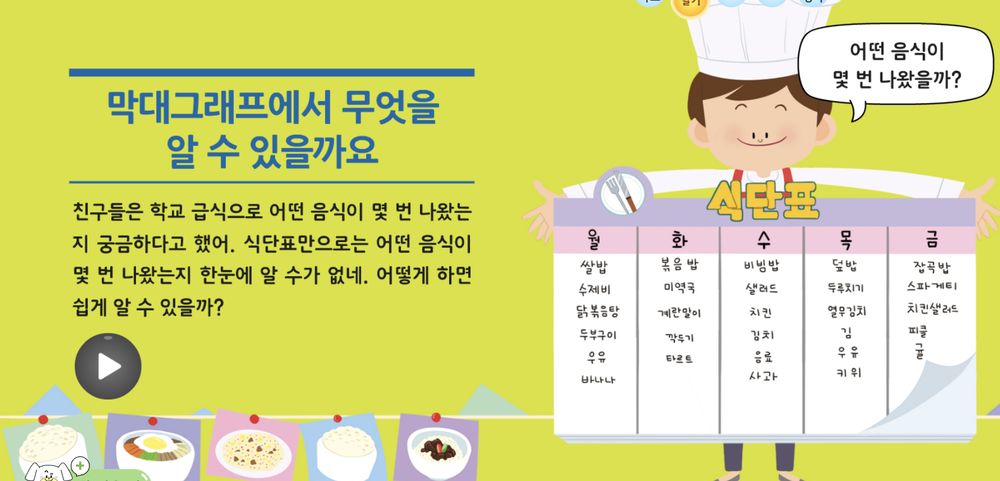 막대그래프에서 무엇을
알 수 있을까요
친구들은 학교 급식으로 어떤 음식이 몇 번 나왔는
지 궁금하다고 했어. 식단표만으로는 어떤 음식이
몇 번 나왔는지 한눈에 알 수가 없네. 어떻게 하면
쉽게 알 수 있을까?
어떤 음식이
몇 번 나왔을까?
식단표
월 화 수 목 금
쌀밥 볶음밥 비빔밥 덮밥 잡곡밥
수제비 미역국 샐러드 두루치기 스파게티
닭볶음탕 계란말이 치킨 열무김치 치킨샐러드
두부구이 깍두기 김치 김 피클
우유 타르트 음료 우유 귤
바나나 사과 키위